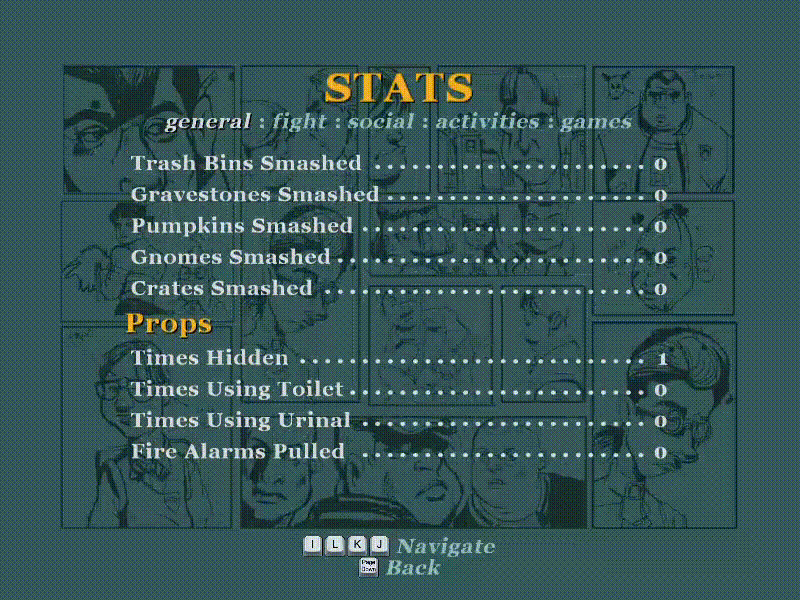 STATS
general : fight : social : activities : games
Trash Bins Smashed ........................ 0
Gravestones Smashed ....................... 0
Pumpkins Smashed ......................... 0
Gnomes Smashed ........................... 0
Crates Smashed ............................ 0
Props
Times Hidden .............................. 1
Times Using Toilet .......................... 0
Times Using Urinal ......................... 0
Fire Alarms Pulled ......................... 0
I L K J Navigate
Page Down Back